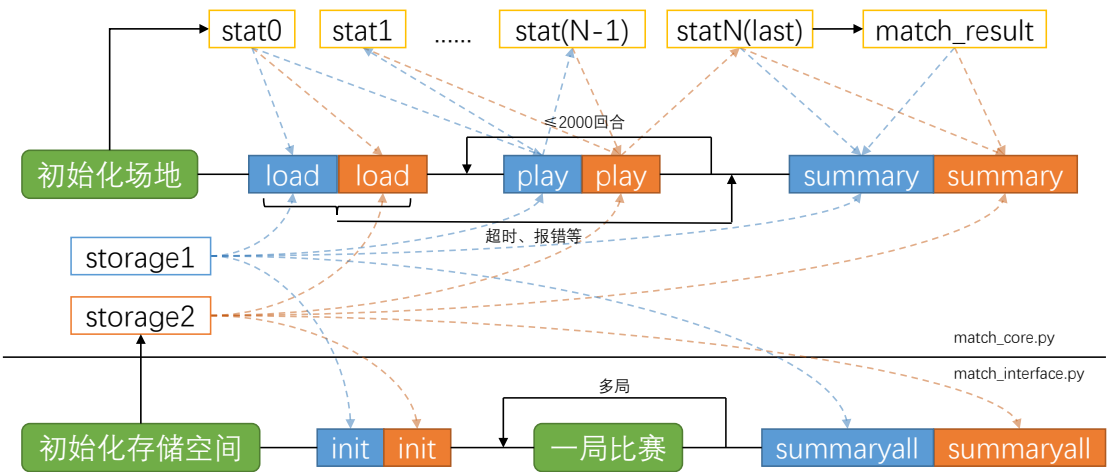 stat0
stat1
......
stat(N-1)
statN(last)
match_result
≤2000回合
初始化场地
load
load
play
play
summary
summary
超时、报错等
storage1
storage2
match_core.py
match_interface.py
多局
初始化存储空间
init
init
一局比赛
summaryall
summaryall